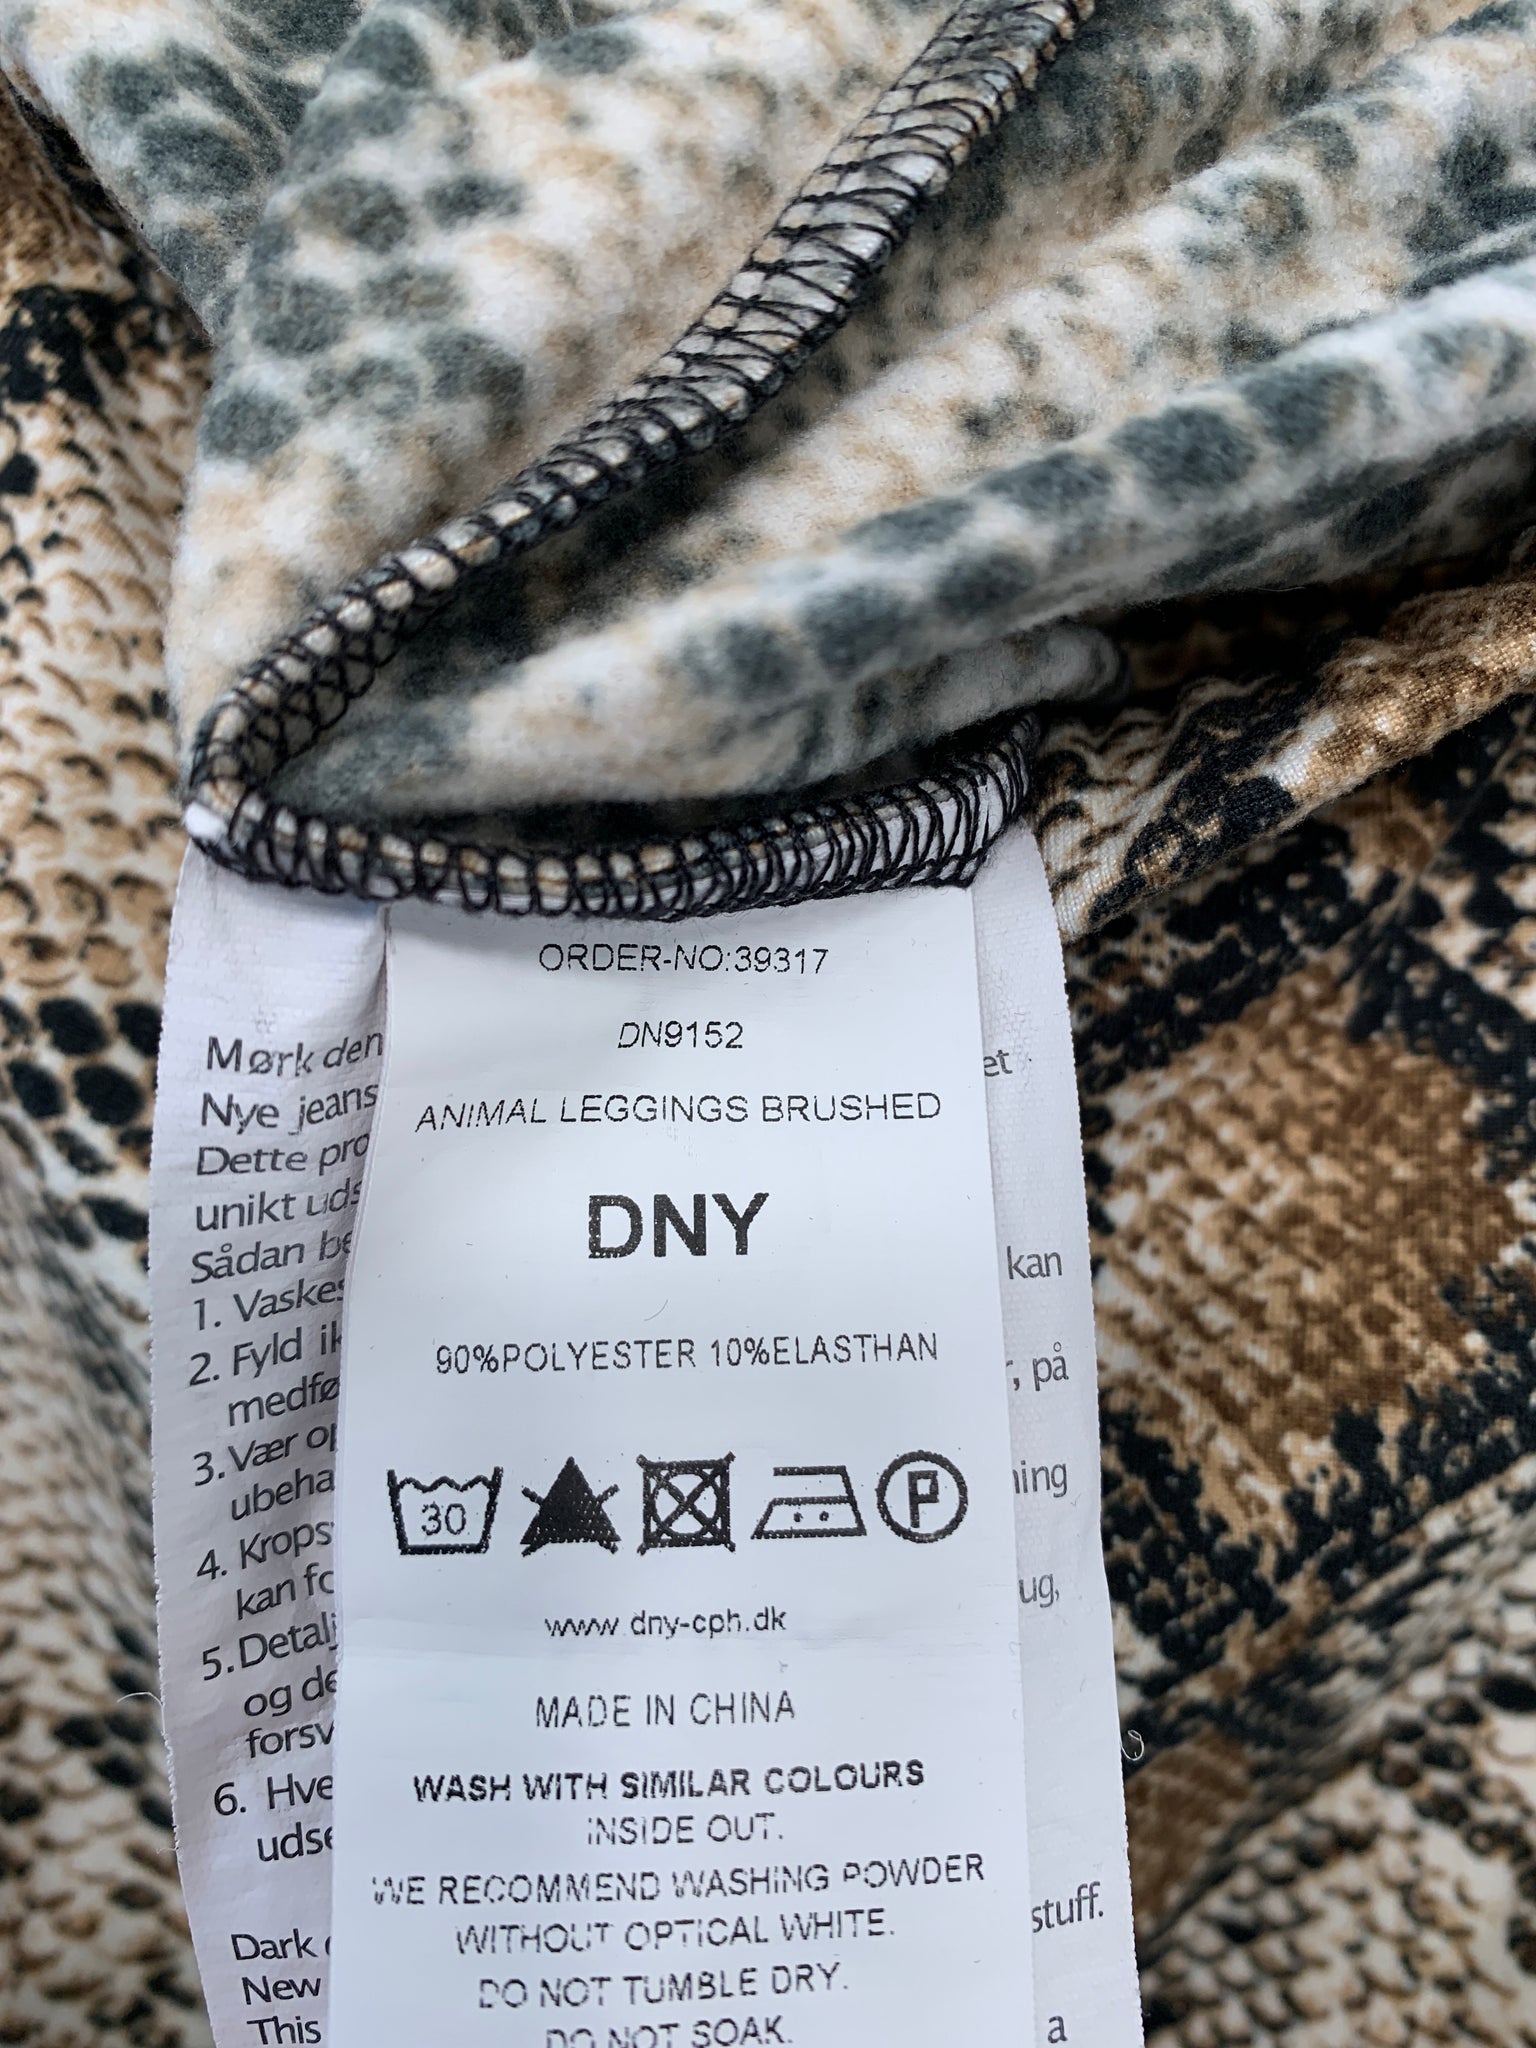 ORDER-NO:39317
DN9152
ANIMAL LEGGINGS BRUSHED
DNY
90%POLYESTER 10%ELASTHAN
30
P
www.dny-cph.dk
MADE IN CHINA
WASH WITH SIMILAR COLOURS
INSIDE OUT.
WE RECOMMEND WASHING POWDER
WITHOUT OPTICAL WHITE.
DO NOT TUMBLE DRY.
DO NOT SOAK.
Mørk den
Nye jeans
Dette pro
unikt uds
Sådan be
1. Vaskes
2. Fyld ik
medfø
3. Vær op
ubeha
4. Krops
kan fo
5. Detalj
og de
forsv
6. Hve
udse
Dark
New
This
et
kan
, på
ning
ug,
stuff.
a